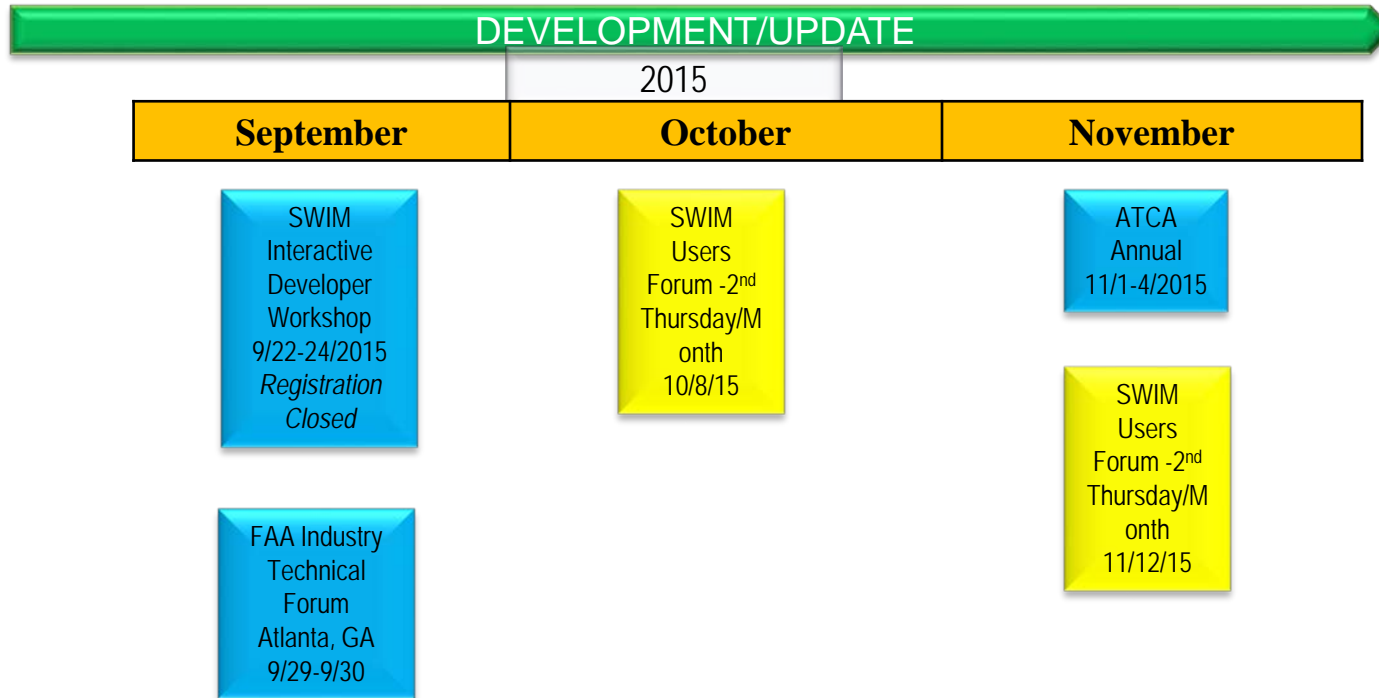 DEVELOPMENT/UPDATE
2015
September October November
SWIM
Interactive
Developer
Workshop
9/22-24/2015
Registration
Closed
FAA Industry
Technical
Forum
Atlanta, GA
9/29-9/30
SWIM
Users
Forum -2nd
Thursday/M
onth
10/8/15
ATCA
Annual
11/1-4/2015
SWIM
Users
Forum -2nd
Thursday/M
onth
11/12/15